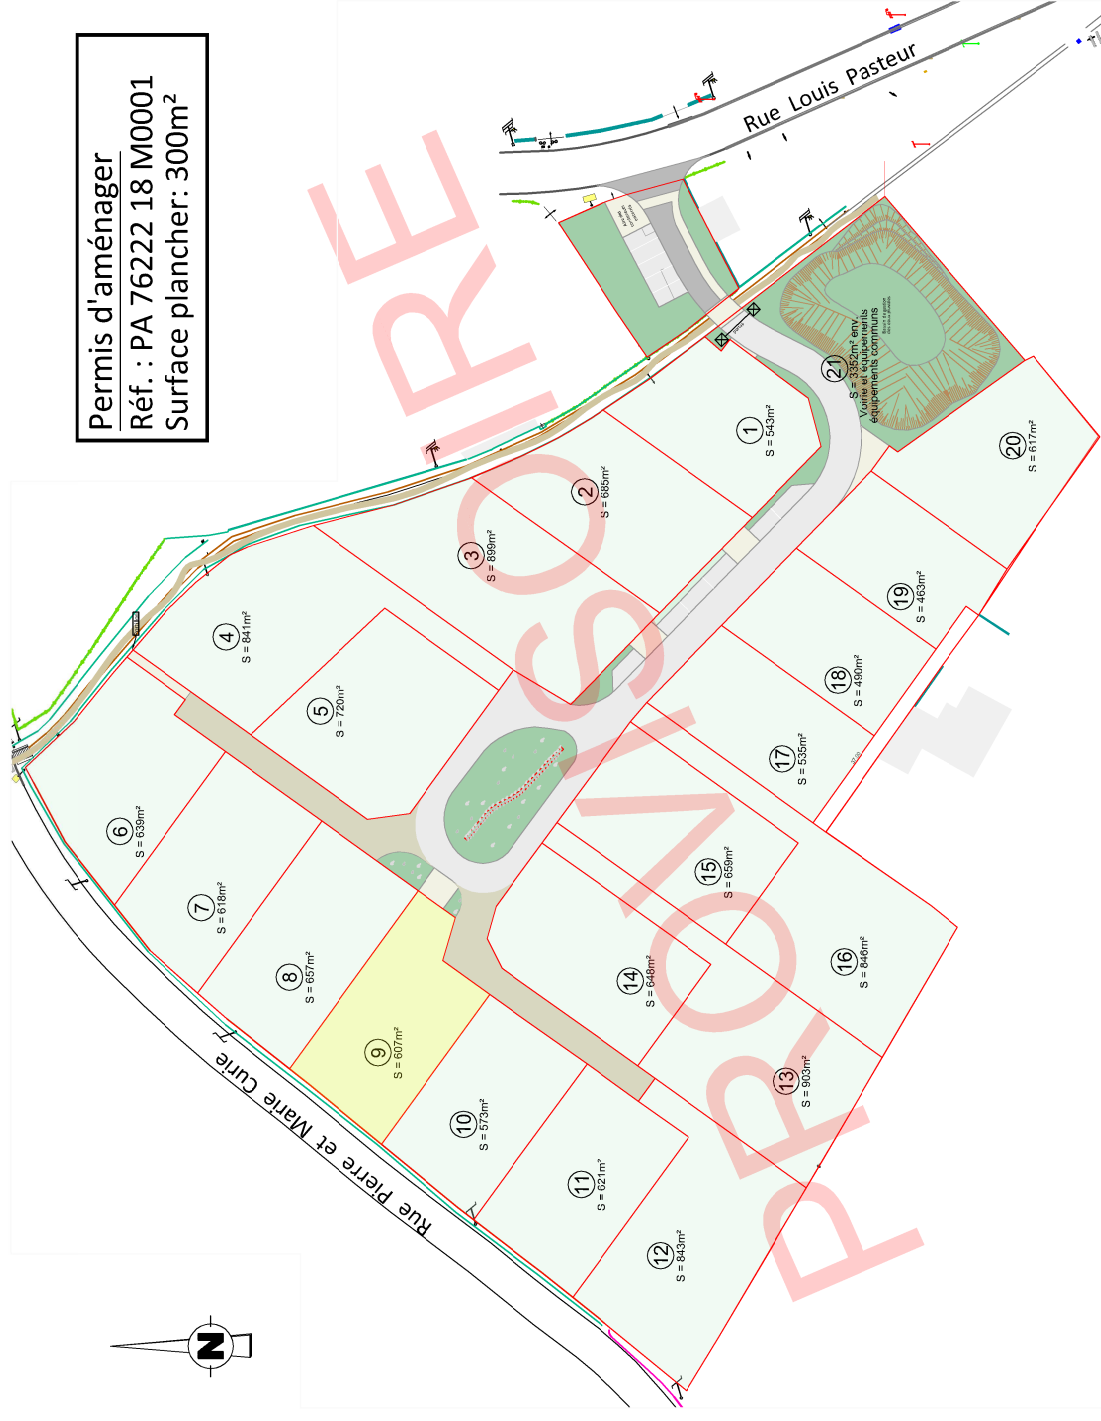 Permis d'aménager
Réf. : PA 76222 18 M0001
Surface plancher: 300m²
Rue Louis Pasteur
Rue Pierre et Marie Curie
PROVISOIRE
N
1
S = 543m²
2
S = 685m²
3
S = 899m²
4
S = 841m²
5
S = 720m²
6
S = 639m²
7
S = 618m²
8
S = 657m²
9
S = 607m²
10
S = 573m²
11
S = 621m²
12
S = 843m²
13
S = 903m²
14
S = 648m²
15
S = 659m²
16
S = 846m²
17
S = 535m²
18
S = 490m²
19
S = 463m²
20
S = 617m²
21
S = 3352m² env.
Voirie et équipements
équipements communs